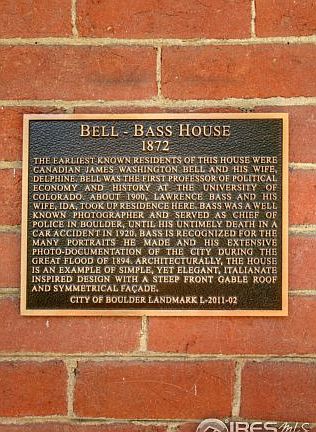 BELL - BASS HOUSE
1872
THE EARLIEST KNOWN RESIDENTS OF THIS HOUSE WERE
CANADIAN JAMES WASHINGTON BELL AND HIS WIFE,
DELPHINE. BELL WAS THE FIRST PROFESSOR OF POLITICAL
ECONOMY AND HISTORY AT THE UNIVERSITY OF
COLORADO. ABOUT 1900, LAWRENCE BASS AND HIS
WIFE, IDA, TOOK UP RESIDENCE HERE. BASS WAS A WELL
KNOWN PHOTOGRAPHER AND SERVED AS CHIEF OF
POLICE IN BOULDER, UNTIL HIS UNTIMELY DEATH IN A
CAR ACCIDENT IN 1920. BASS IS RECOGNIZED FOR THE
MANY PORTRAITS HE MADE AND HIS EXTENSIVE
PHOTO-DOCUMENTATION OF THE CITY DURING THE
GREAT FLOOD OF 1894. ARCHITECTURALLY, THE HOUSE
IS AN EXAMPLE OF SIMPLE, YET ELEGANT, ITALIANATE
INSPIRED DESIGN WITH A STEEP FRONT GABLE ROOF
AND SYMMETRICAL FAÇADE.
CITY OF BOULDER LANDMARK L-2011-02
IRES MLS